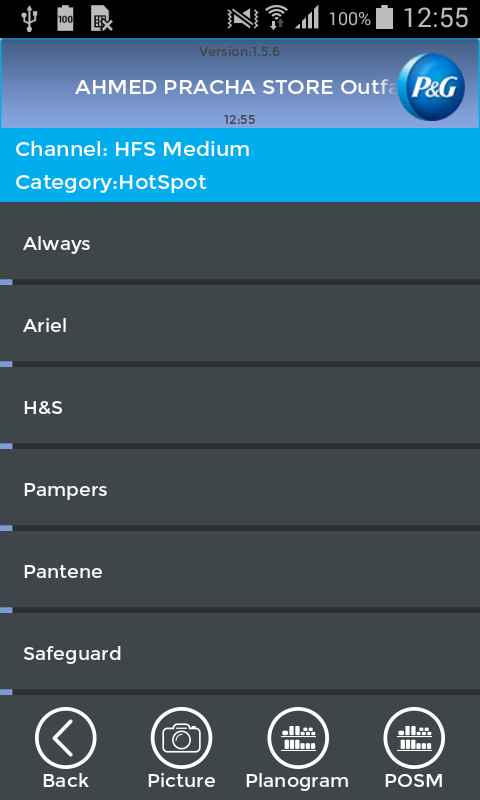 100
100%
12:55
Version:1.5.6
AHMED PRACHA STORE Outfa
P&G
12:55
Channel: HFS Medium
Category:HotSpot
Always
Ariel
H&S
Pampers
Pantene
Safeguard
Back
Picture
Planogram
POSM